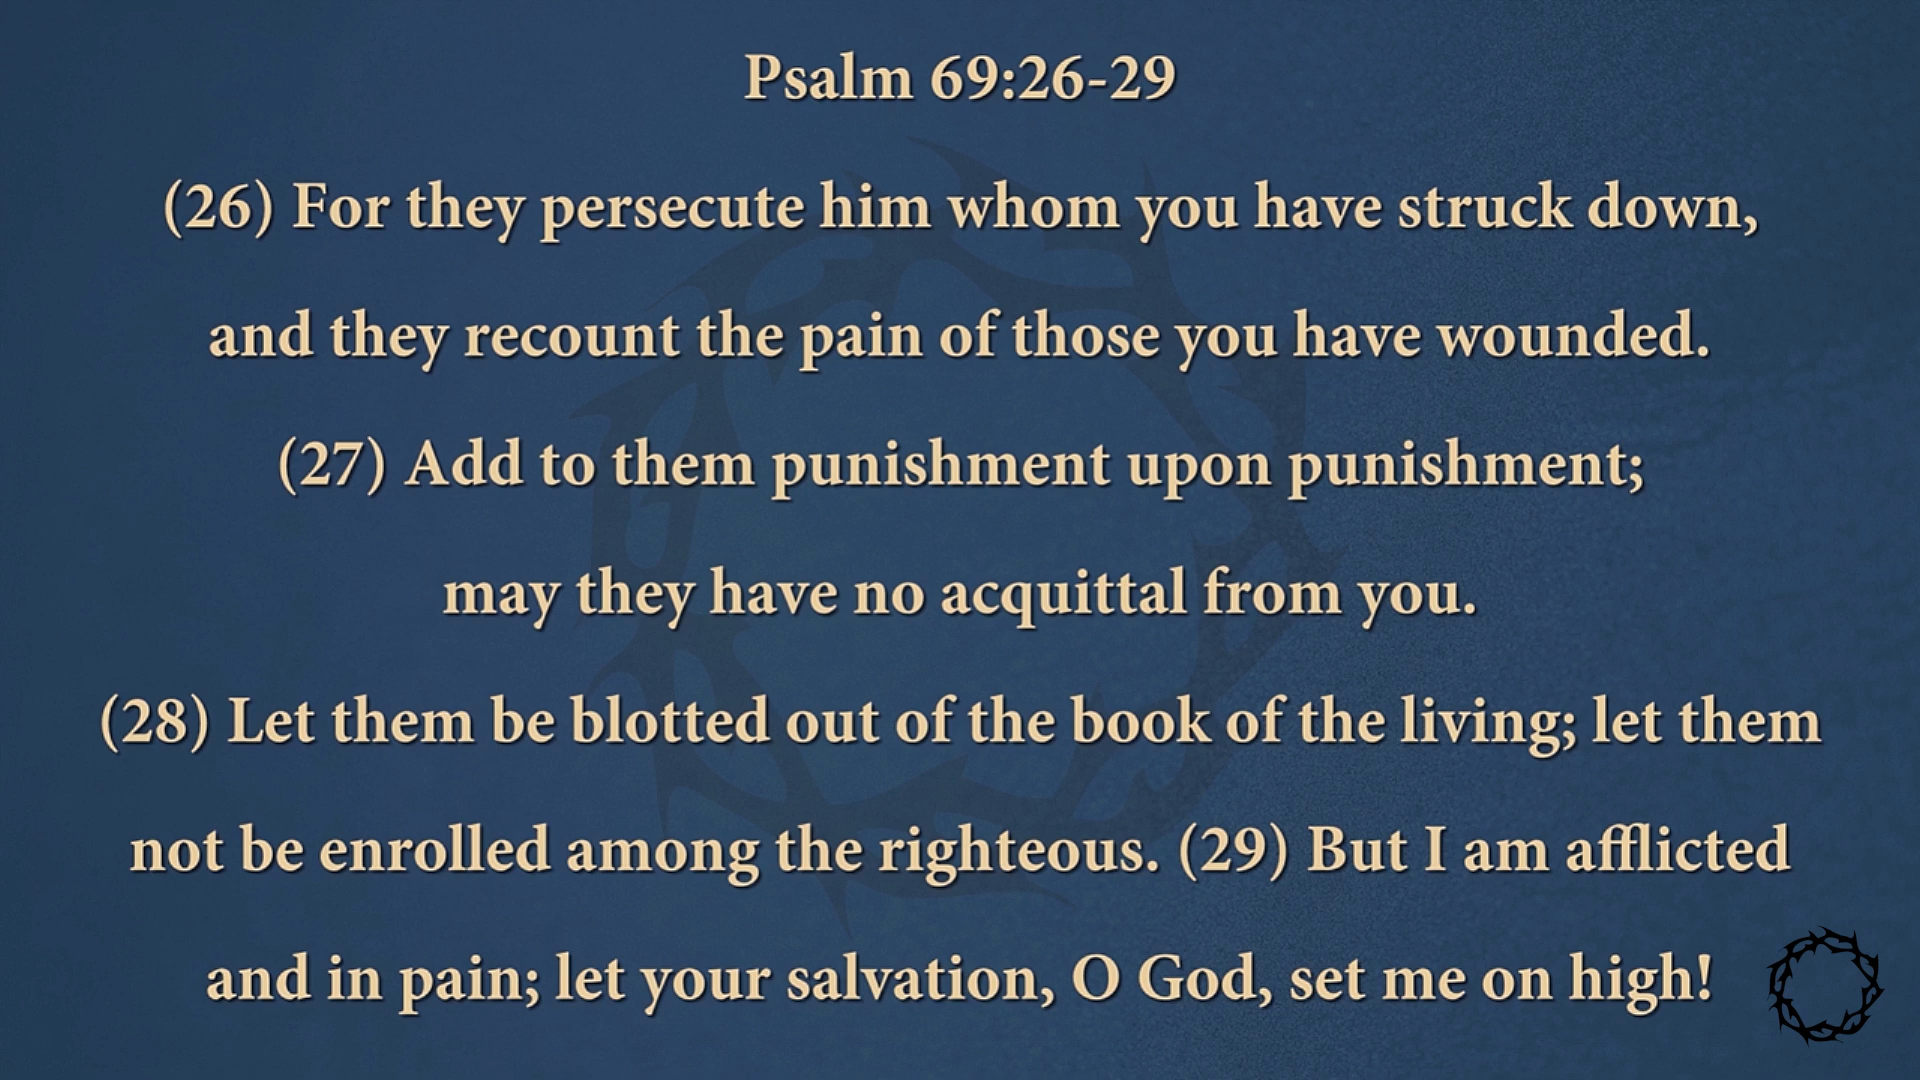 Psalm 69:26-29
(26) For they persecute him whom you have struck down,
and they recount the pain of those you have wounded.
(27) Add to them punishment upon punishment;
may they have no acquittal from you.
(28) Let them be blotted out of the book of the living; let them
not be enrolled among the righteous. (29) But I am afflicted
and in pain; let your salvation, O God, set me on high!